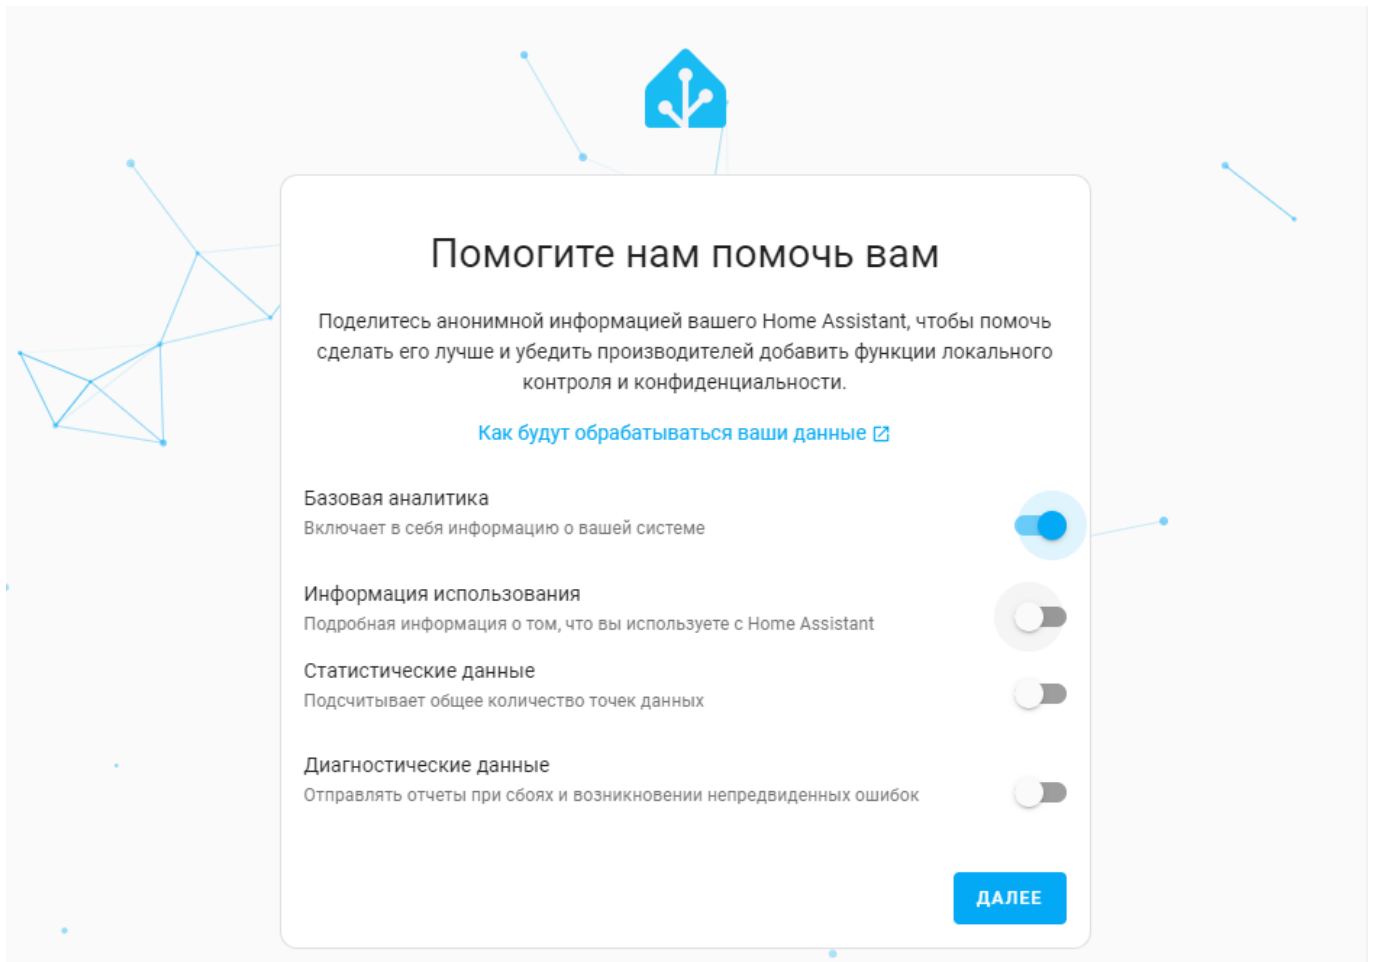 Помогите нам помочь вам
Поделитесь анонимной информацией вашего Home Assistant, чтобы помочь
сделать его лучше и убедить производителей добавить функции локального
контроля и конфиденциальности.
Как будут обрабатываться ваши данные
Базовая аналитика
Включает в себя информацию о вашей системе
Информация использования
Подробная информация о том, что вы используете с Home Assistant
Статистические данные
Подсчитывает общее количество точек данных
Диагностические данные
Отправлять отчеты при сбоях и возникновении непредвиденных ошибок
ДАЛЕЕ